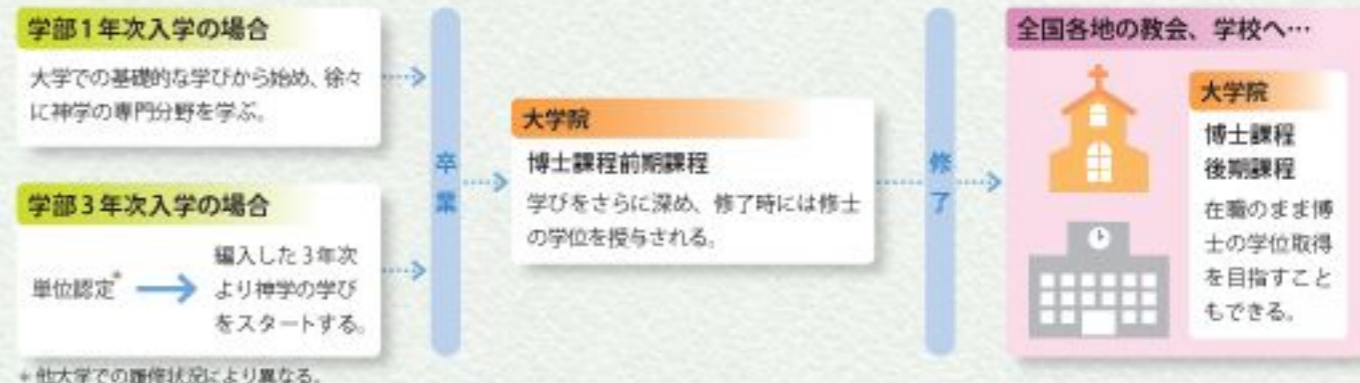 学部1年次入学の場合
大学での基礎的な学びから始め、徐々
に神学の専門分野を学ぶ。
学部3年次入学の場合
単位認定*
編入した3年次
より神学の学び
をスタートする。
*他大学での履修状況により異なる。
卒業
大学院
博士課程前期課程
学びをさらに深め、修了時には修士
の学位を授与される。
修了
全国各地の教会、学校へ…
大学院
博士課程
後期課程
在職のまま博
士の学位取得
を目指すこと
もできる。